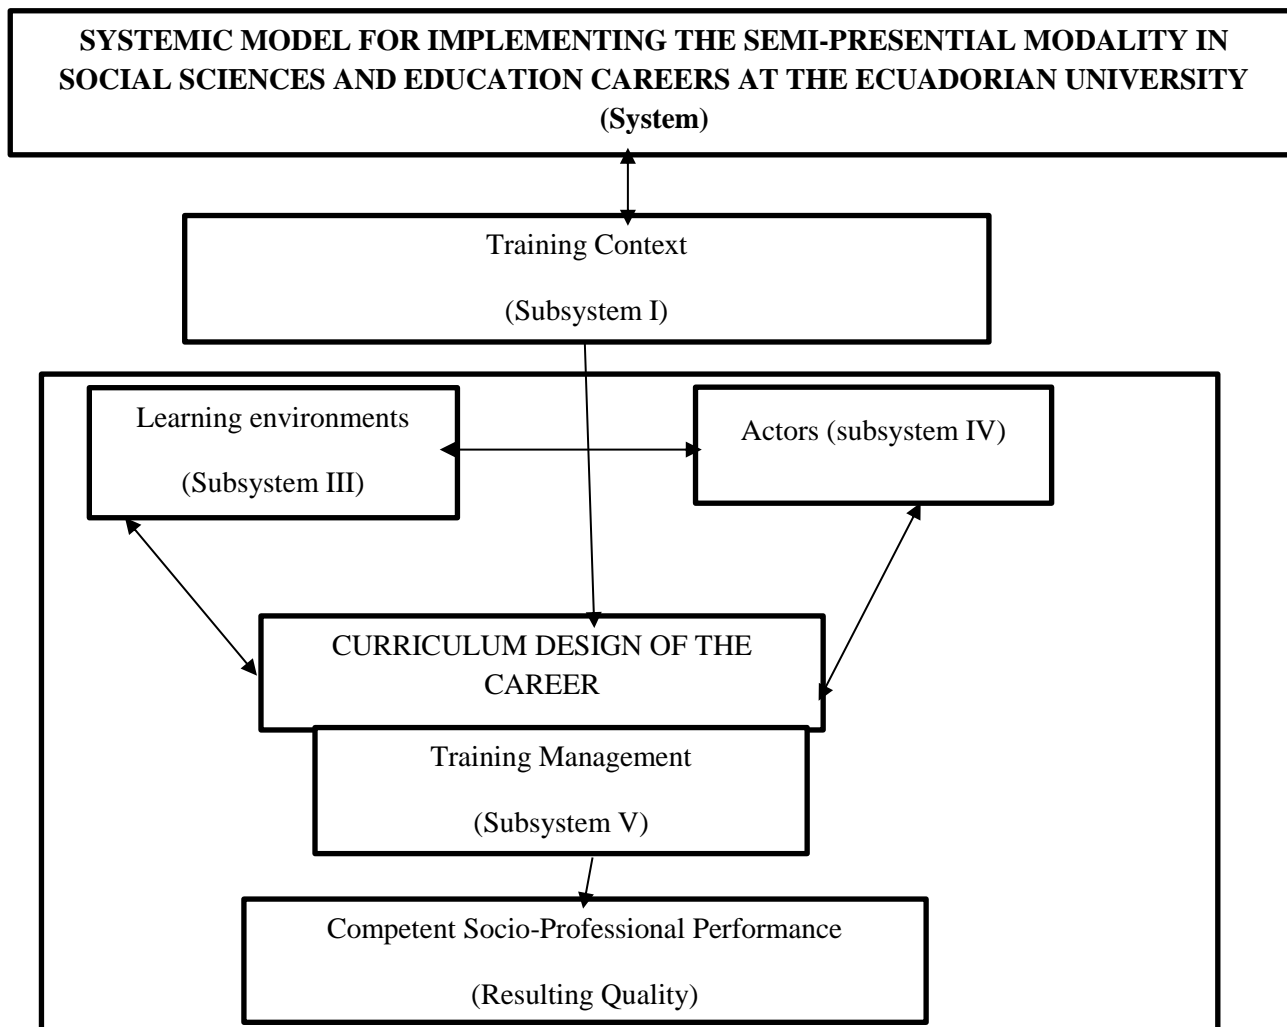 SYSTEMIC MODEL FOR IMPLEMENTING THE SEMI-PRESENTIAL MODALITY IN
SOCIAL SCIENCES AND EDUCATION CAREERS AT THE ECUADORIAN UNIVERSITY
(System)
Training Context
(Subsystem I)
Learning environments
(Subsystem III)
Actors (subsystem IV)
CURRICULUM DESIGN OF THE
CAREER
Training Management
(Subsystem V)
Competent Socio-Professional Performance
(Resulting Quality)